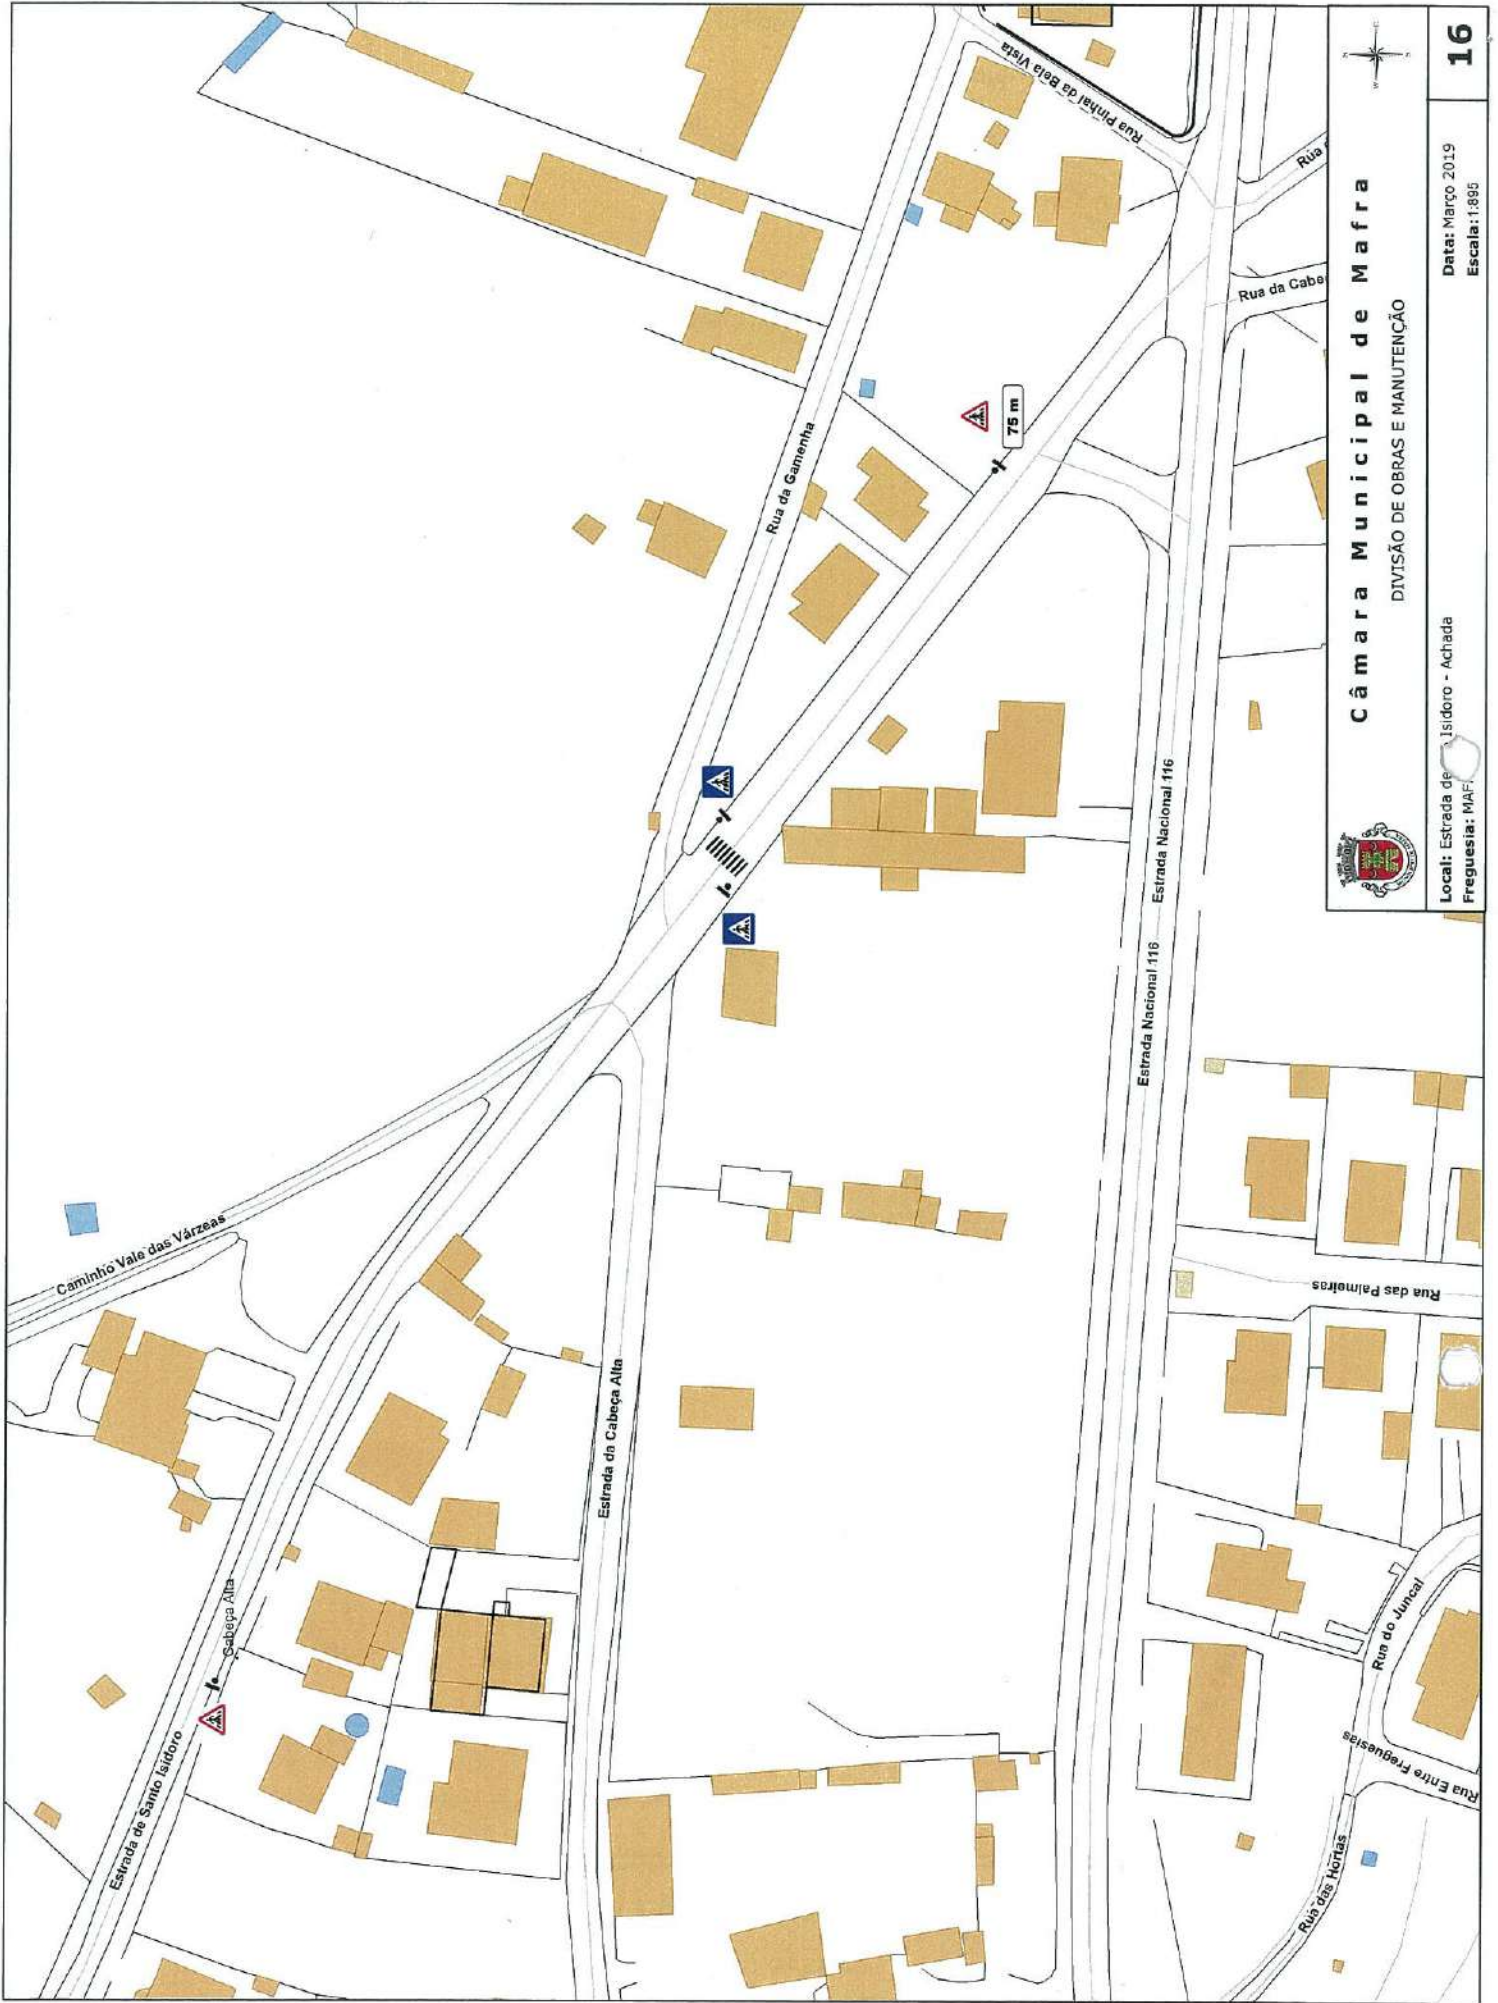 Estrada de Santo Isidoro
Cabeça Alta
Caminho Vale das Várzeas
Estrada da Cabeça Alta
Rua da Gamenha
75 m
Rua Pinhal da Bela Vista
Estrada Nacional 116
Estrada Nacional 116
Rua da Cabe
Rua
Rua das Palmeiras
Rua do Juncal
Rua Entre Freguesias
Rua das Hortas
Câmara Municipal de Mafra
DIVISÃO DE OBRAS E MANUTENÇÃO
Local: Estrada de Isidoro - Achada
Freguesia: MAF
Data: Março 2019
Escala: 1:895
16